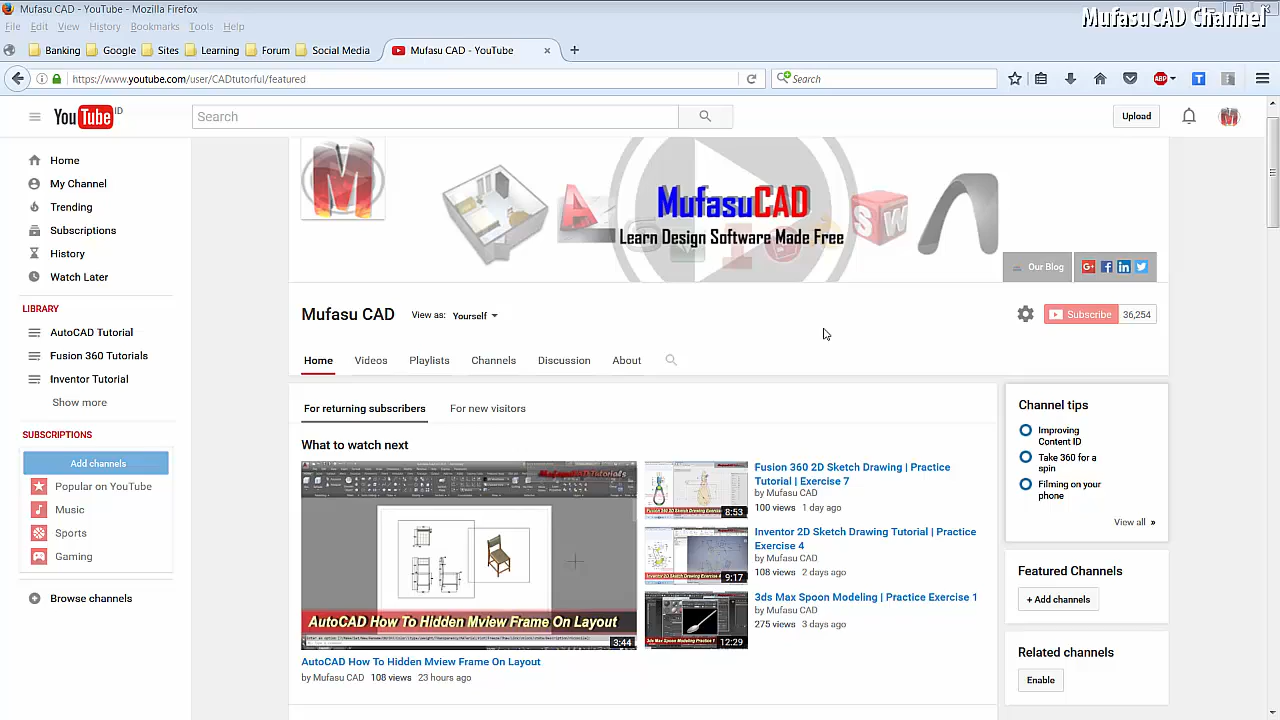 Mufasu CAD - YouTube - Mozilla Firefox
MufasuCAD Channel
File Edit View History Bookmarks Tools Help
Banking Google Sites Learning Forum Social Media Mufasu CAD - YouTube
https://www.youtube.com/user/CADtutorful/featured
Search
ABP
YouTube ID
Search
Upload
Home
My Channel
Trending
Subscriptions
History
Watch Later
LIBRARY
AutoCAD Tutorial
Fusion 360 Tutorials
Inventor Tutorial
Show more
SUBSCRIPTIONS
Add channels
Popular on YouTube
Music
Sports
Gaming
Browse channels
MufasuCAD
Learn Design Software Made Free
Our Blog
Mufasu CAD View as: Yourself
Subscribe 36,254
Home Videos Playlists Channels Discussion About
For returning subscribers For new visitors
What to watch next
AutoCAD How To Hidden Mview Frame On Layout
3:44
AutoCAD How To Hidden Mview Frame On Layout
by Mufasu CAD 108 views 23 hours ago
Fusion 360 2D Sketch Drawing | Practice
Tutorial | Exercise 7
by Mufasu CAD
100 views 1 day ago
8:53
Inventor 2D Sketch Drawing Tutorial | Practice
Exercise 4
by Mufasu CAD
108 views 2 days ago
9:17
3ds Max Spoon Modeling | Practice Exercise 1
by Mufasu CAD
275 views 3 days ago
12:29
Channel tips
Improving
Content ID
Take 360 for a
spin
Filming on your
phone
View all »
Featured Channels
+ Add channels
Related channels
Enable